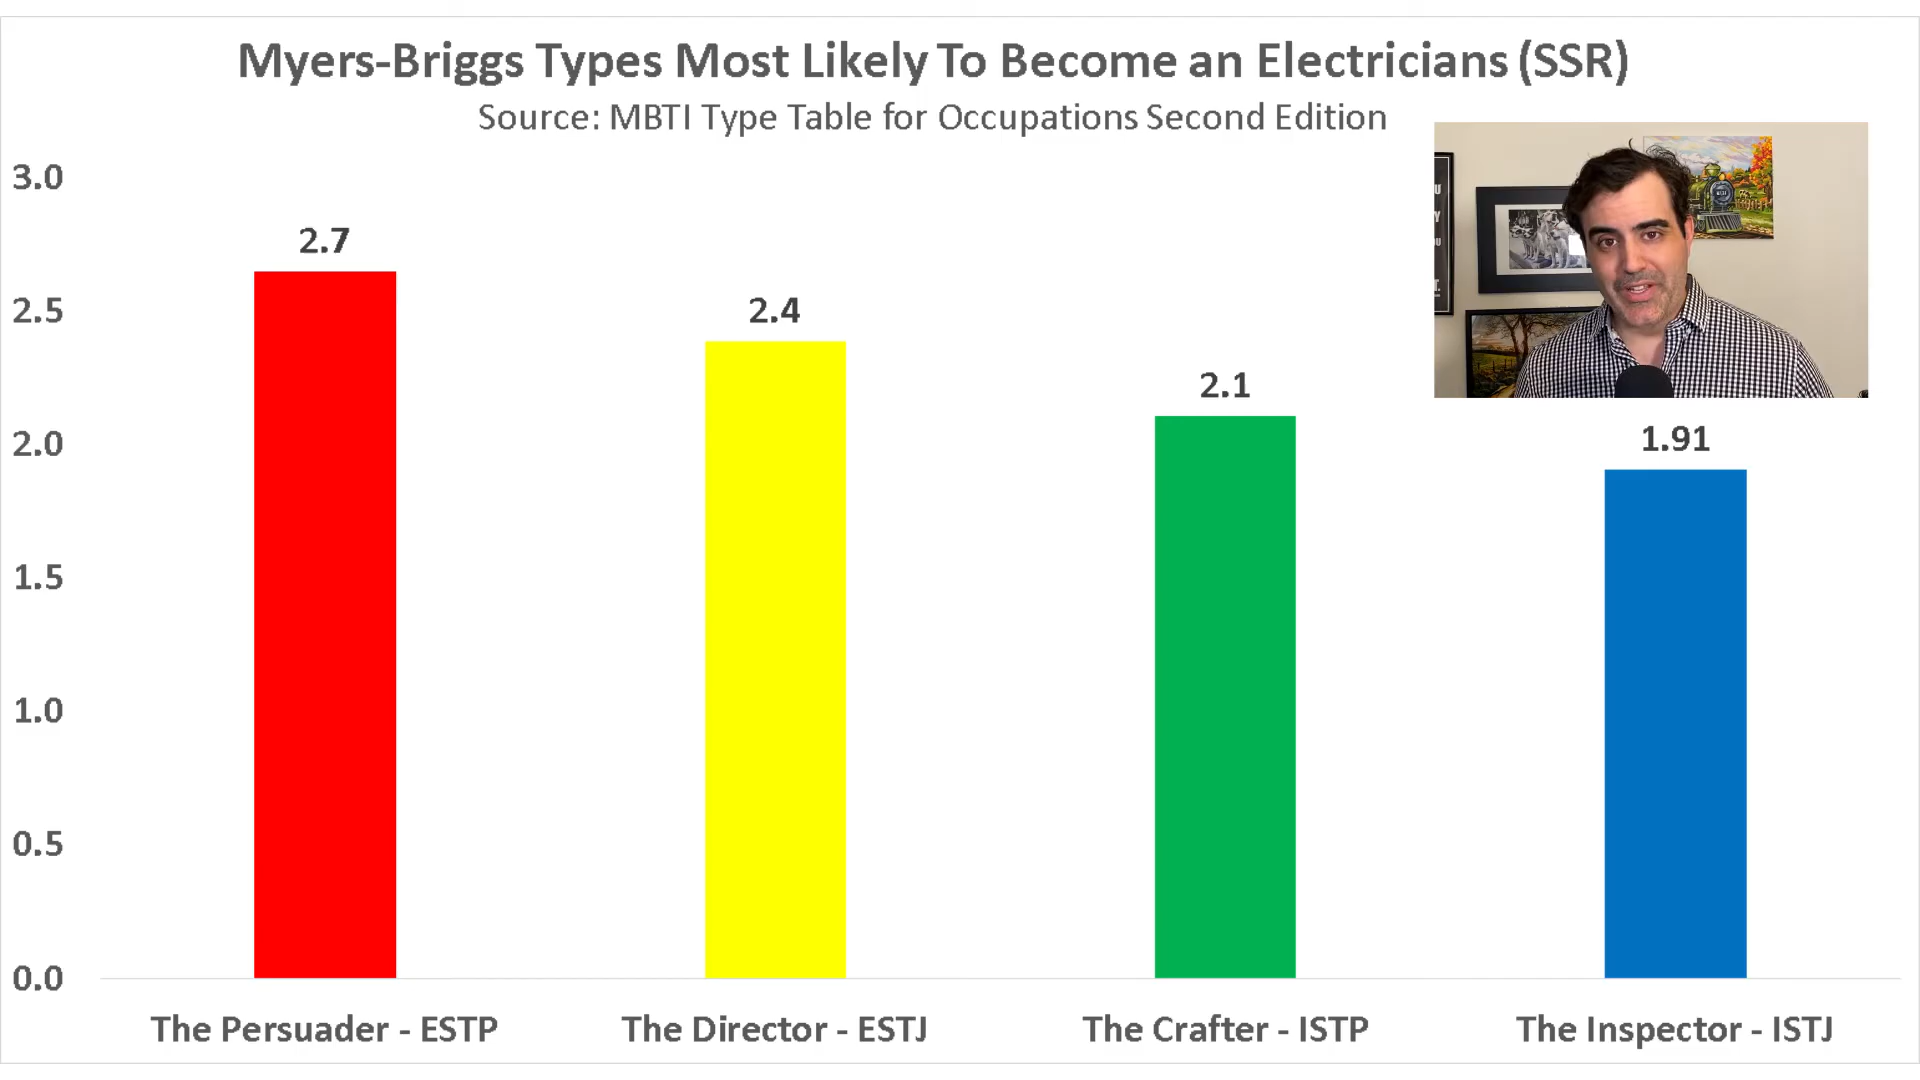 Myers-Briggs Types Most Likely To Become an Electricians (SSR)
Source: MBTI Type Table for Occupations Second Edition
3.0
2.5
2.0
1.5
1.0
0.5
0.0
2.7
2.4
2.1
1.91
The Persuader - ESTP
The Director - ESTJ
The Crafter - ISTP
The Inspector - ISTJ